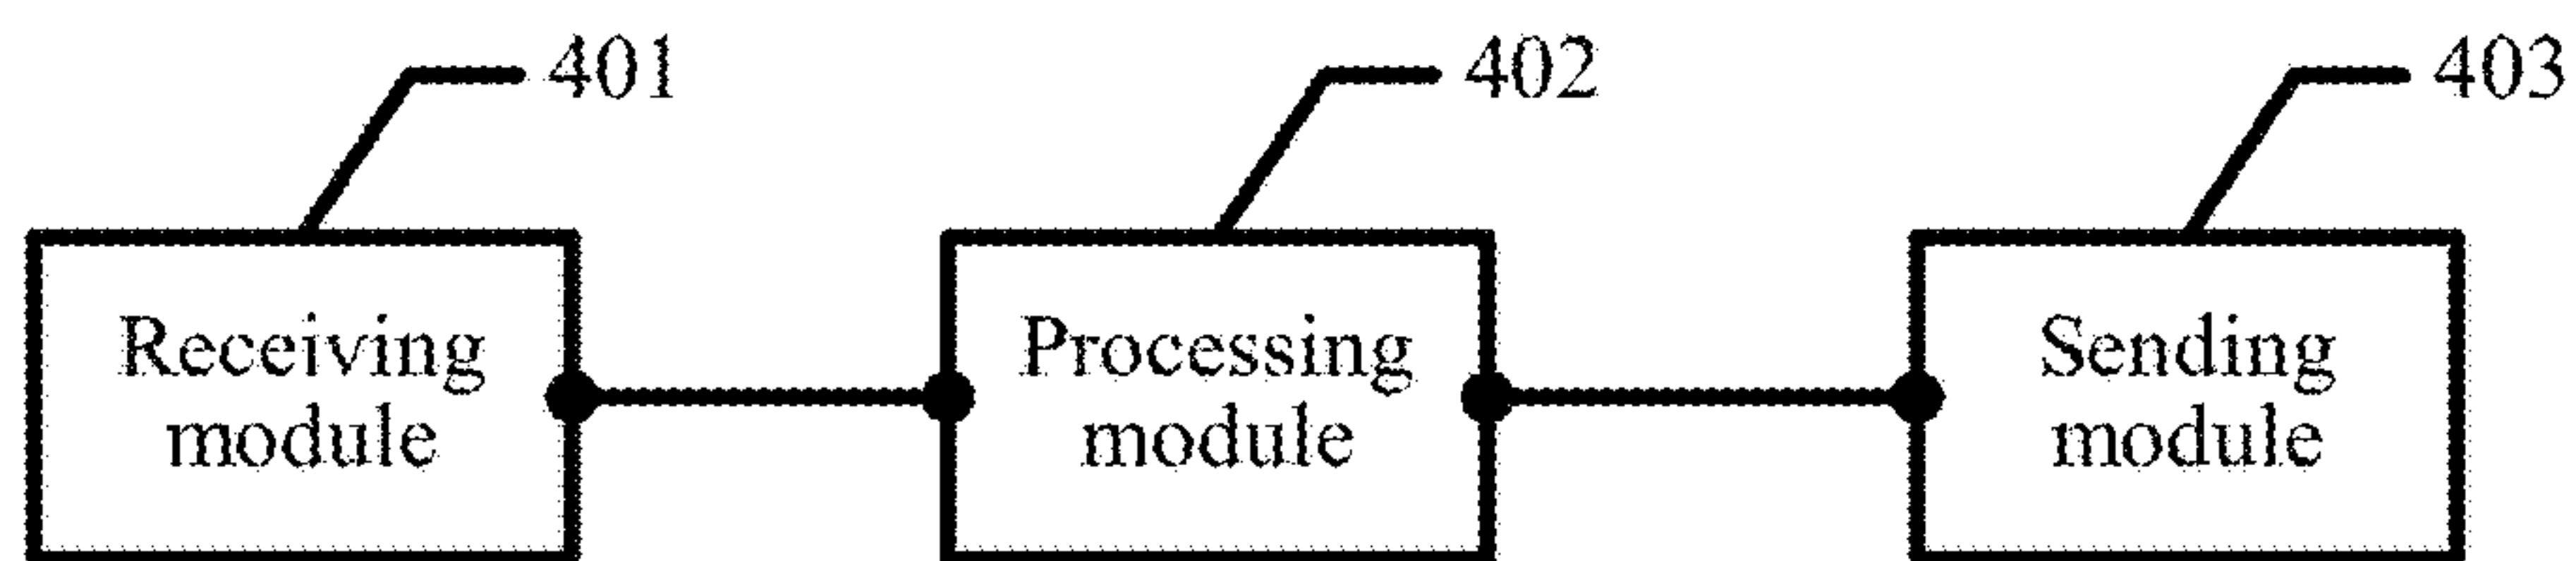 401
402
403
Receiving
module
Processing
module
Sending
module